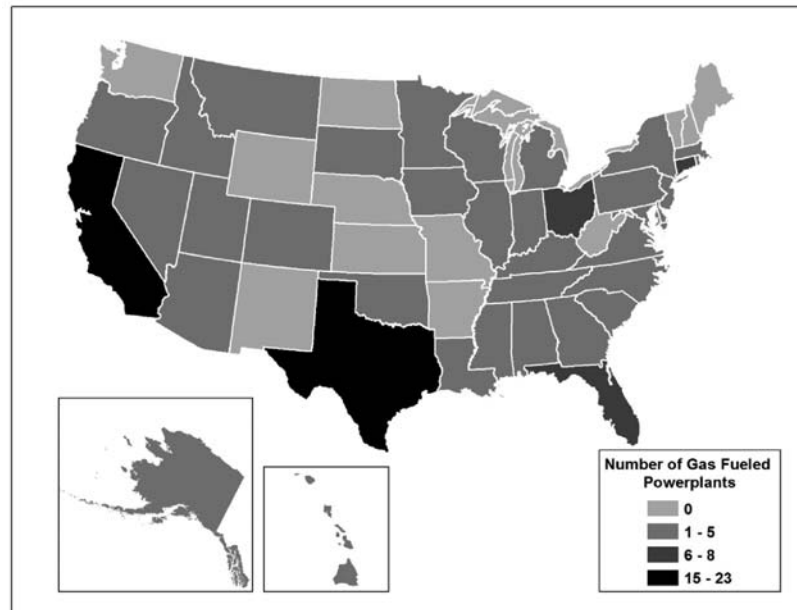 Number of Gas Fueled
Powerplants
0
1 - 5
6 - 8
15 - 23